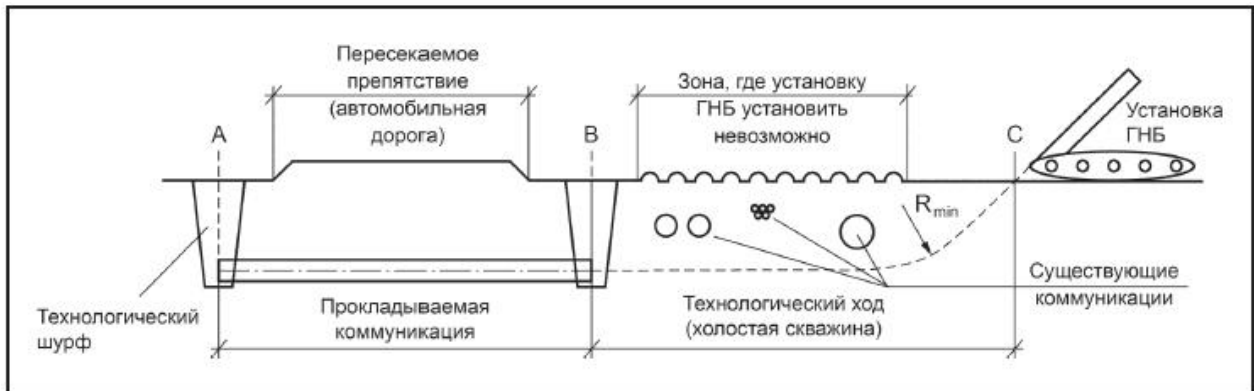 Пересекаемое
препятствие
(автомобильная
дорога)
Зона, где установку
ГНБ установить
невозможно
Установка
ГНБ
A
B
C
R min
Технологический
шурф
Прокладываемая
коммуникация
Технологический ход
(холостая скважина)
Существующие
коммуникации